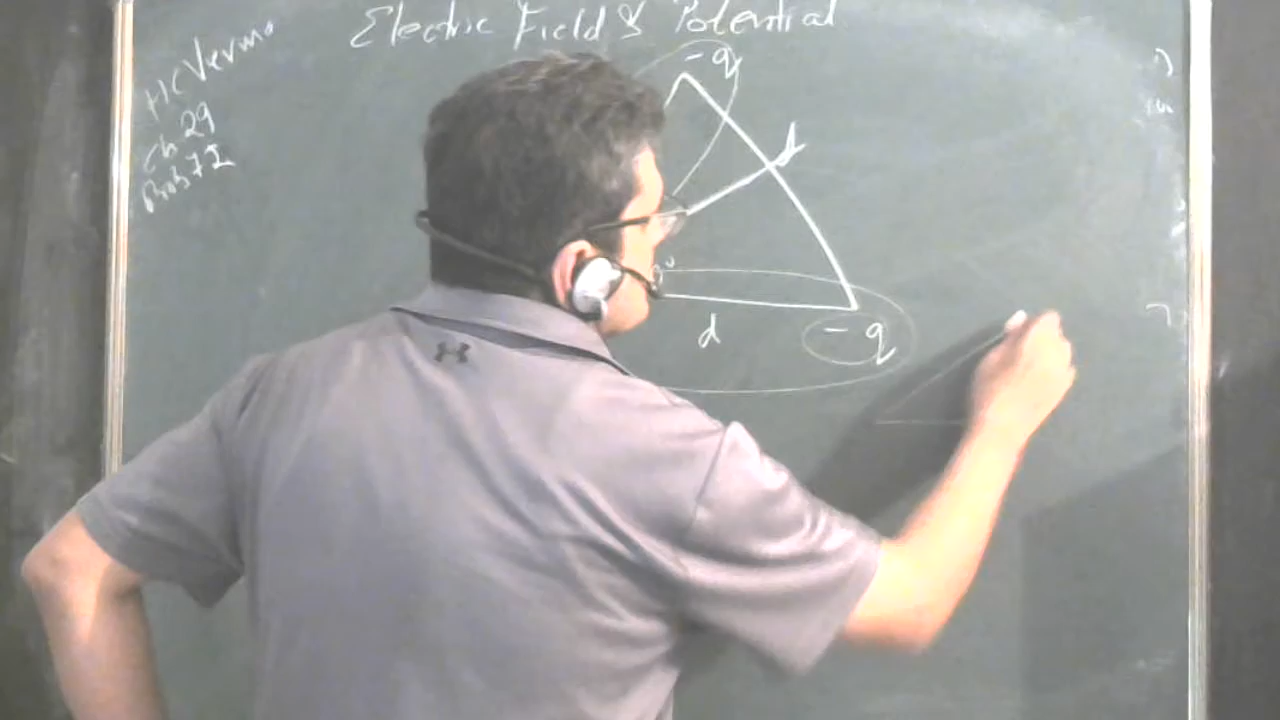 Electric Field & Potential
HC Verma
Ch 29
Prob 72
-q
d
d
-q